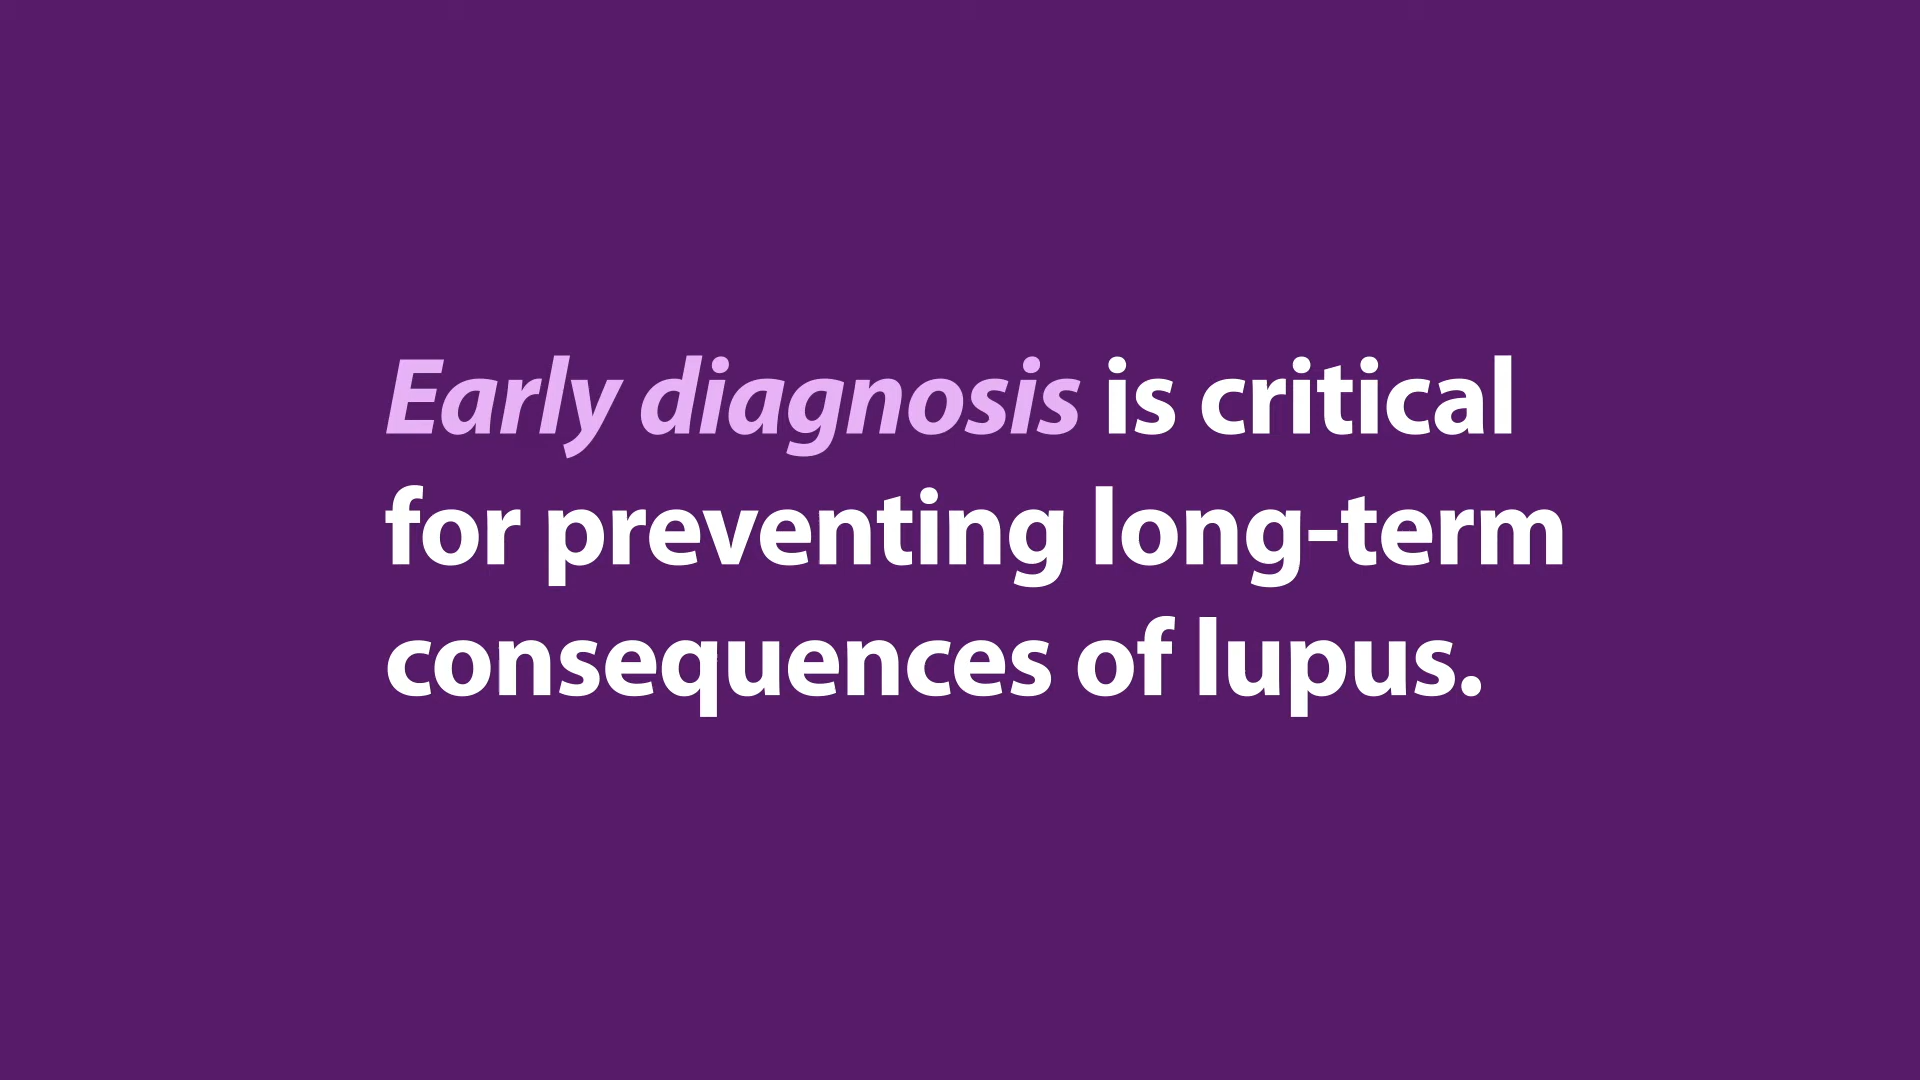 Early diagnosis is critical
for preventing long-term
consequences of lupus.